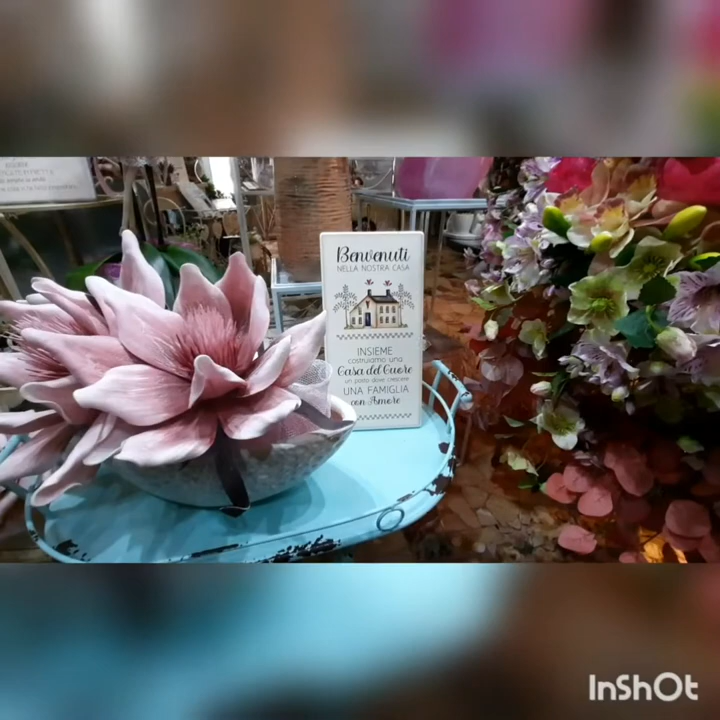 Benvenuti
NELLA NOSTRA CASA
INSIEME
costruiamo una
Casa del Cuore
un posto dove crescere
UNA FAMIGLIA
con Amore
InShOt